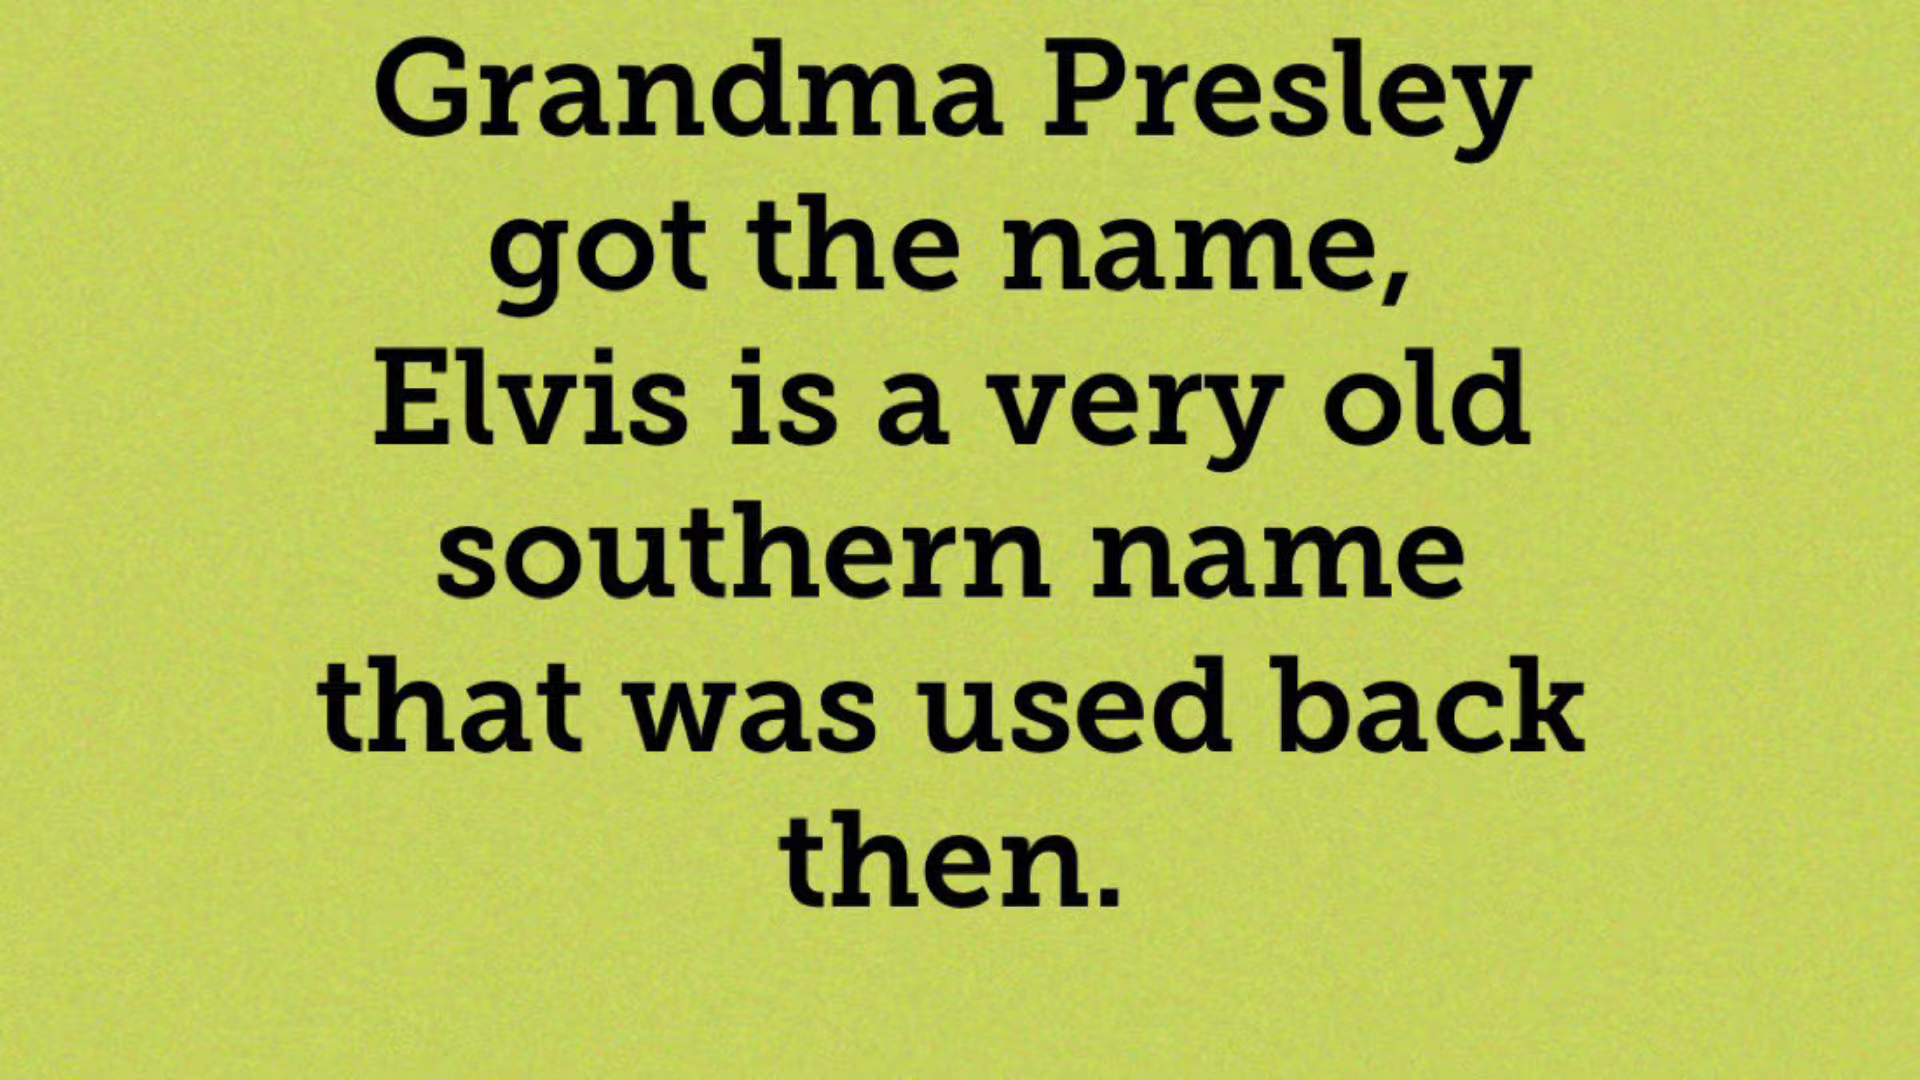 Grandma Presley
got the name,
Elvis is a very old
southern name
that was used back
then.